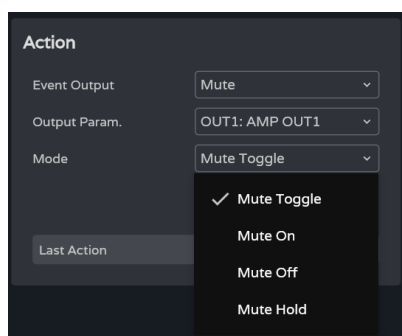 Action
Event Output Mute
Output Param. OUT1: AMP OUT1
Mode Mute Toggle
Mute Toggle
Mute On
Last Action
Mute Off
Mute Hold